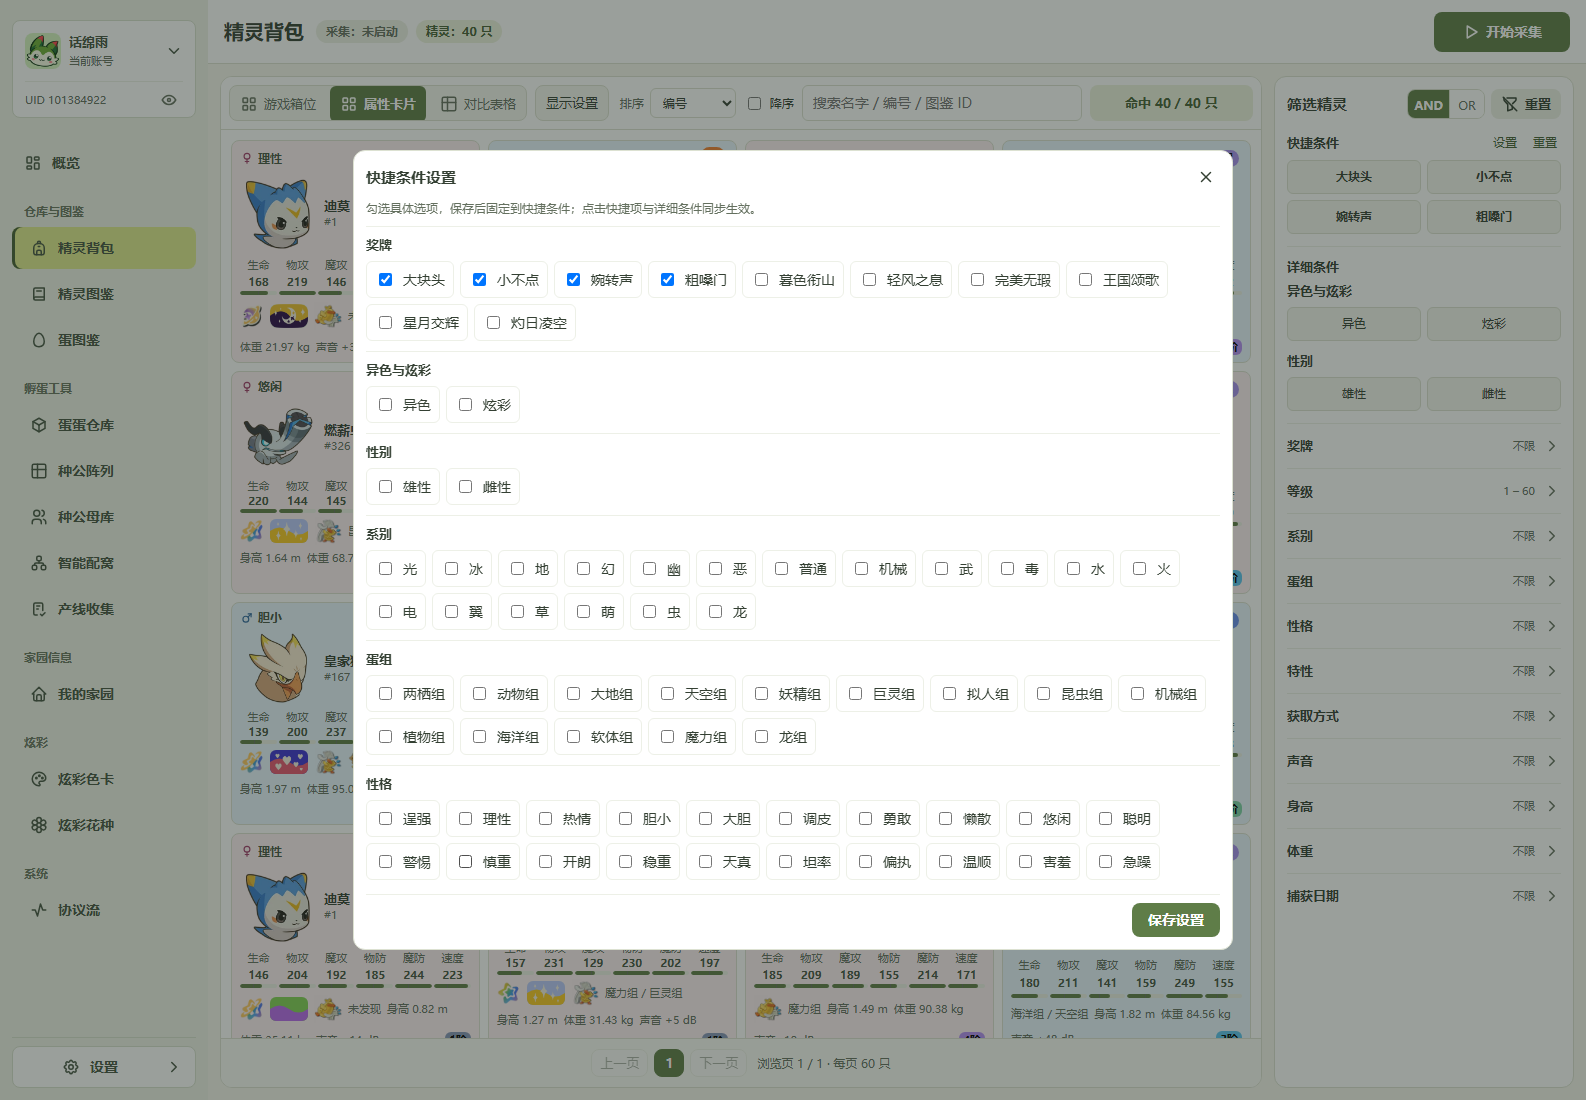 话绵雨
当前账号
UID 101384922
概览
仓库与图鉴
精灵背包
精灵图鉴
蛋图鉴
孵蛋工具
蛋蛋仓库
种公阵列
种公母库
智能配窝
产线收集
家园信息
我的家园
炫彩
炫彩色卡
炫彩花种
系统
协议流
设置
精灵背包 采集：未启动 精灵：40 只
开始采集
游戏箱位 属性卡片 对比表格 显示设置 排序 编号 降序 搜索名字 / 编号 / 图鉴 ID 命中 40 / 40 只
♀ 理性
迪莫
#1
生命 物攻 魔攻
168 219 146
体重 21.97 kg 声音
♀ 悠闲
#326
生命 物攻 魔攻
220 144 145
身高 1.64 m
♂ 胆小
#167
生命 物攻 魔攻
139 200 237
身高 1.97 m
♀ 理性
迪莫
#1
生命 物攻 魔攻 物防 魔防 速度
146 204 192 185 244 223
未发现 身高 0.82 m
157 231 129 230 202 197
魔力组 / 巨灵组
身高 1.27 m 体重 31.43 kg 声音 +5 dB
生命 物攻 魔攻 物防 魔防 速度
185 209 189 155 214 171
魔力组 身高 1.49 m 体重 90.38 kg
生命 物攻 魔攻 物防 魔防 速度
180 211 141 159 249 155
海洋组 / 天空组 身高 1.82 m 体重 84.56 kg
上一页 1 下一页 浏览页 1 / 1 · 每页 60 只
快捷条件设置
勾选具体选项，保存后固定到快捷条件；点击快捷项与详细条件同步生效。
奖牌
大块头 小不点 婉转声 粗嗓门 暮色衔山 轻风之息 完美无瑕 王国颂歌
星月交辉 灼日凌空
异色与炫彩
异色 炫彩
性别
雄性 雌性
系别
光 冰 地 幻 幽 恶 普通 机械 武 毒 水 火
电 翼 草 萌 虫 龙
蛋组
两栖组 动物组 大地组 天空组 妖精组 巨灵组 拟人组 昆虫组 机械组
植物组 海洋组 软体组 魔力组 龙组
性格
逞强 理性 热情 胆小 大胆 调皮 勇敢 懒散 悠闲 聪明
警惕 慎重 开朗 稳重 天真 坦率 偏执 温顺 害羞 急躁
保存设置
筛选精灵 AND OR 重置
快捷条件 设置 重置
大块头 小不点
婉转声 粗嗓门
详细条件
异色与炫彩
异色 炫彩
性别
雄性 雌性
奖牌 不限
等级 1 – 60
系别 不限
蛋组 不限
性格 不限
特性 不限
获取方式 不限
声音 不限
身高 不限
体重 不限
捕获日期 不限